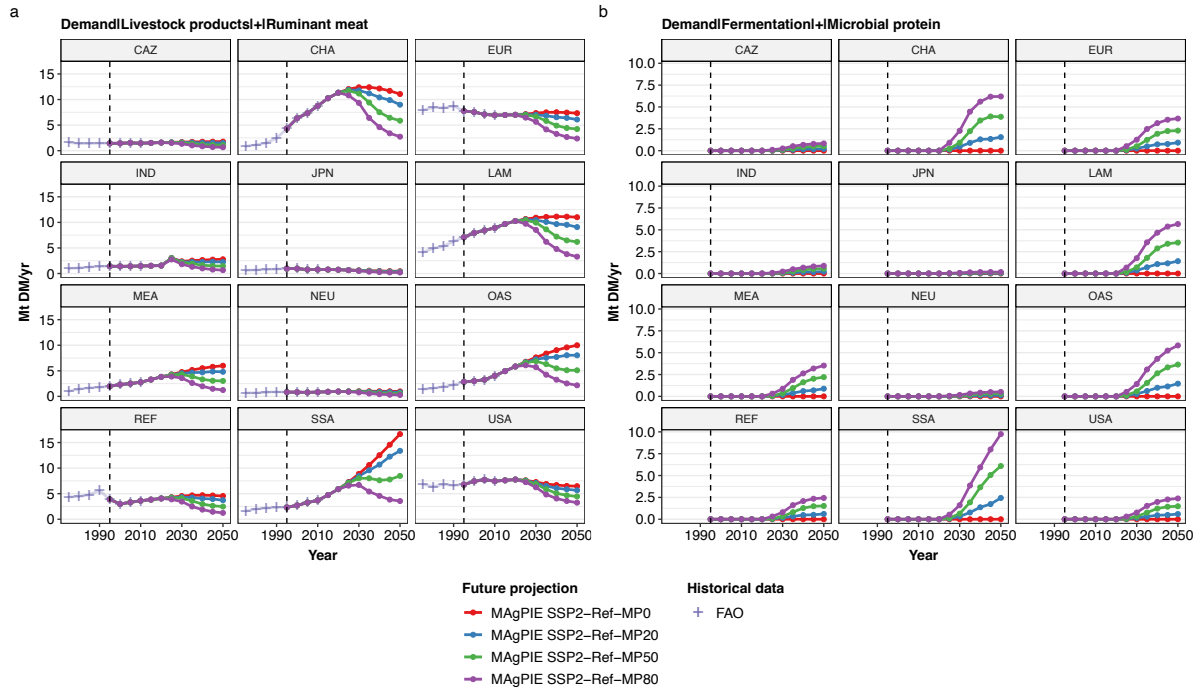 a
Demand|Livestock products|+|Ruminant meat
CAZ
CHA
EUR
15
10
5
0
IND
JPN
LAM
15
10
5
0
MEA
NEU
OAS
15
10
5
0
REF
SSA
USA
15
10
5
0
Mt DM/yr
1990 2010 2030 2050 1990 2010 2030 2050 1990 2010 2030 2050
Year
b
Demand|Fermentation|+|Microbial protein
CAZ
CHA
EUR
10.0
7.5
5.0
2.5
0.0
IND
JPN
LAM
10.0
7.5
5.0
2.5
0.0
MEA
NEU
OAS
10.0
7.5
5.0
2.5
0.0
REF
SSA
USA
10.0
7.5
5.0
2.5
0.0
Mt DM/yr
1990 2010 2030 2050 1990 2010 2030 2050 1990 2010 2030 2050
Year
Future projection
MAgPIE SSP2−Ref−MP0
MAgPIE SSP2−Ref−MP20
MAgPIE SSP2−Ref−MP50
MAgPIE SSP2−Ref−MP80
Historical data
FAO